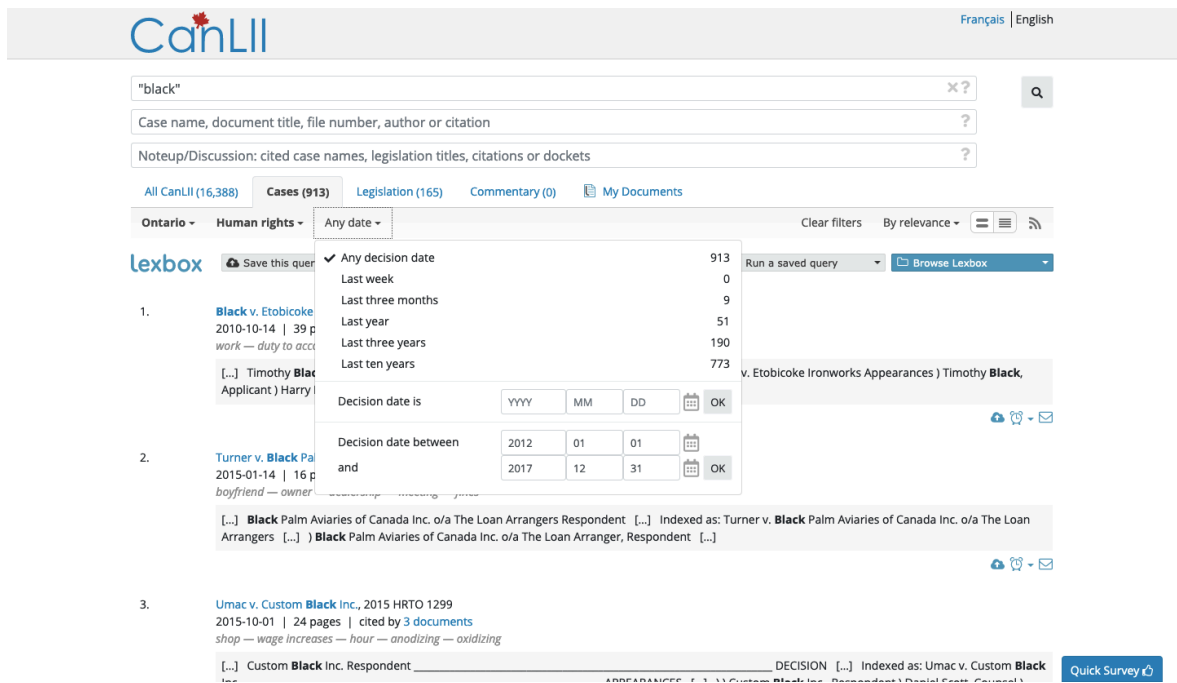 CanLII
Français | English
"black"
Case name, document title, file number, author or citation
Noteup/Discussion: cited case names, legislation titles, citations or dockets
All CanLII (16,388) Cases (913) Legislation (165) Commentary (0) My Documents
Ontario Human rights Any date Clear filters By relevance
Any decision date 913
Last week 0
Last three months 9
Last year 51
Last three years 190
Last ten years 773
Decision date is YYYY MM DD OK
Decision date between 2012 01 01
and 2017 12 31 OK
lexbox Save this quer Run a saved query Browse Lexbox
1. Black v. Etobicoke
2010-10-14 | 39 p
work — duty to acc
[...] Timothy Blac v. Etobicoke Ironworks Appearances ) Timothy Black,
Applicant ) Harry
2. Turner v. Black Pa
2015-01-14 | 16 p
boyfriend — owner
[...] Black Palm Aviaries of Canada Inc. o/a The Loan Arrangers Respondent [...] Indexed as: Turner v. Black Palm Aviaries of Canada Inc. o/a The Loan
Arrangers [...] ) Black Palm Aviaries of Canada Inc. o/a The Loan Arranger, Respondent [...]
3. Umac v. Custom Black Inc., 2015 HRTO 1299
2015-10-01 | 24 pages | cited by 3 documents
shop — wage increases — hour — anodizing — oxidizing
[...] Custom Black Inc. Respondent ____ DECISION [...] Indexed as: Umac v. Custom Black
Quick Survey